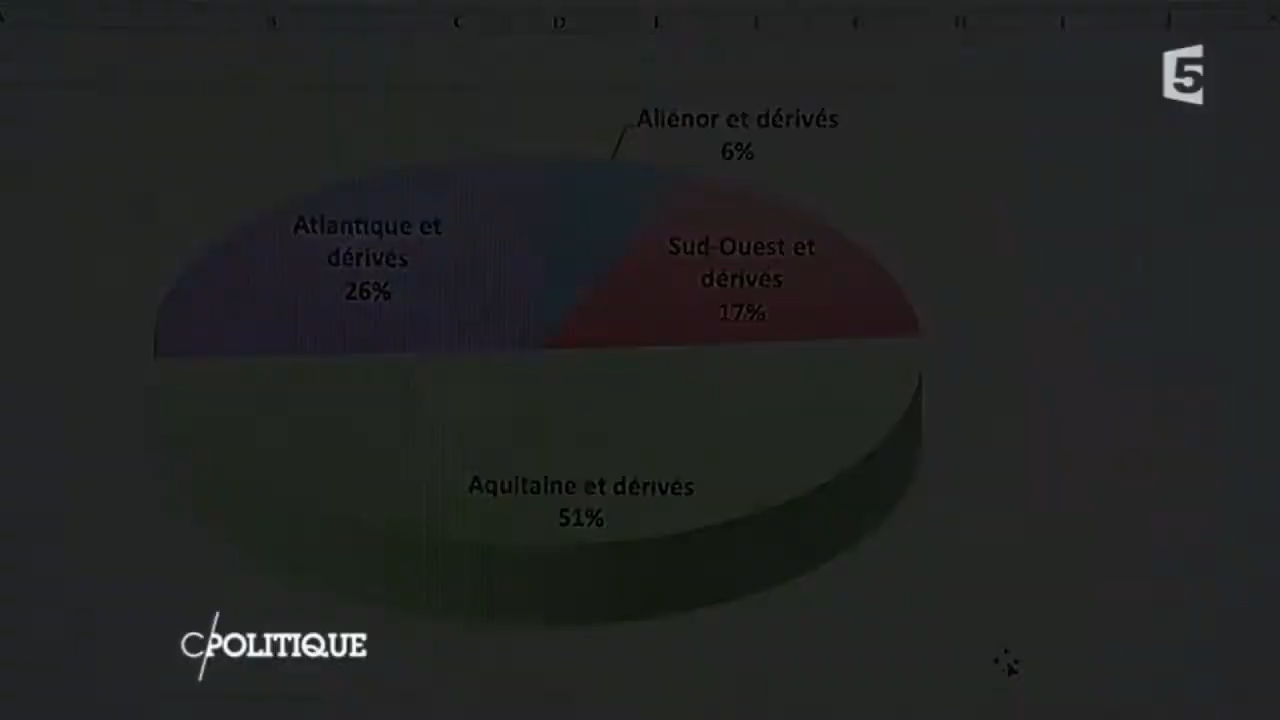 5
Aliénor et dérivés
6%
Atlantique et
dérivés
26%
Sud-Ouest et
dérivés
17%
Aquitaine et dérivés
51%
C/POLITIQUE